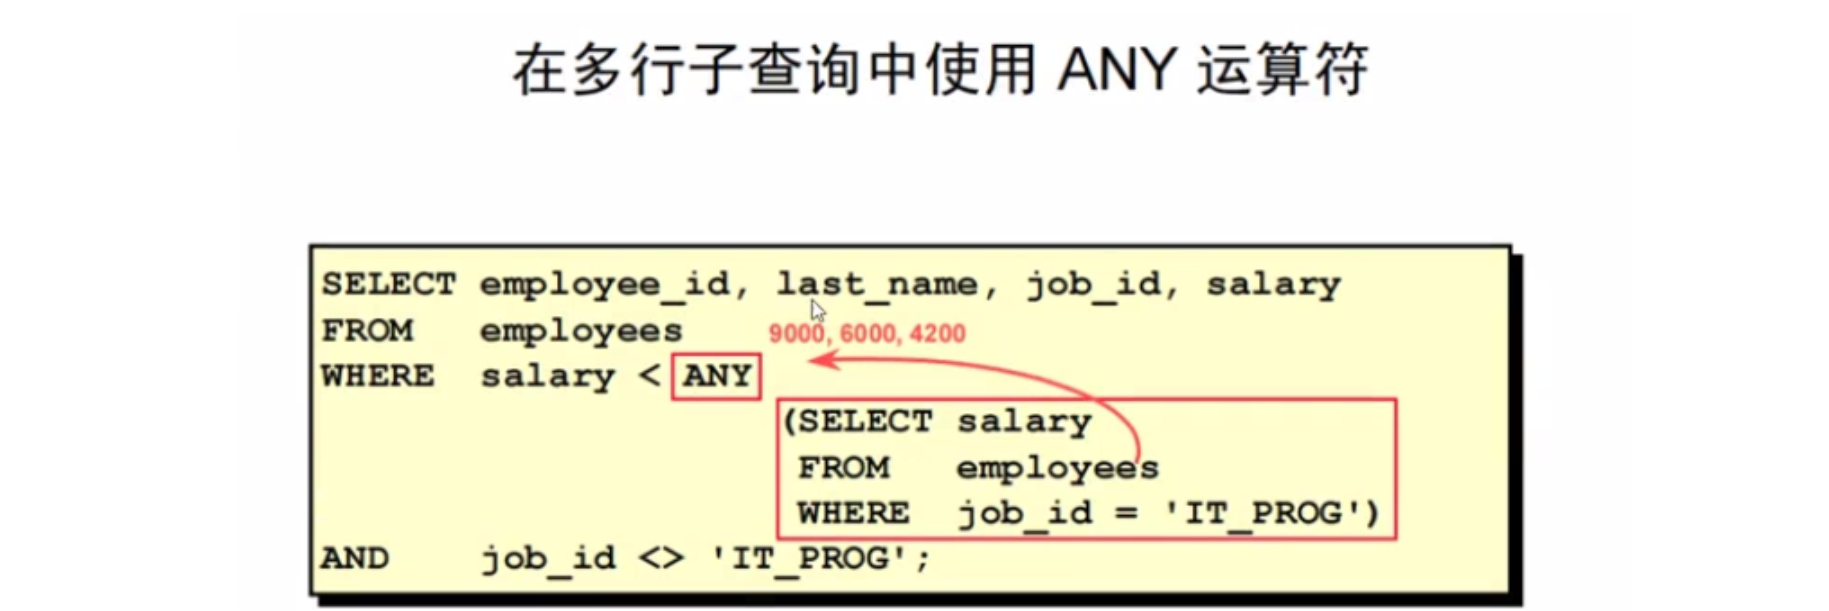 在多行子查询中使用 ANY 运算符
SELECT employee_id, last_name, job_id, salary
FROM employees
9000, 6000, 4200
WHERE salary < ANY
(SELECT salary
FROM employees
WHERE job_id = 'IT_PROG')
AND job_id <> 'IT_PROG';